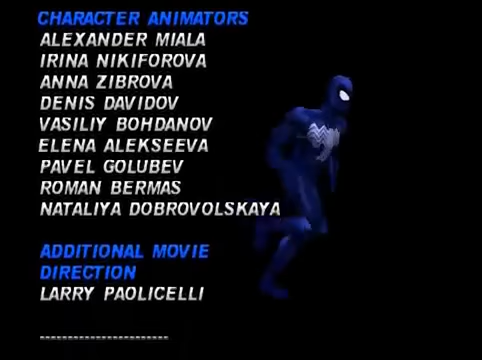 CHARACTER ANIMATORS
ALEXANDER MIALA
IRINA NIKIFOROVA
ANNA ZIBROVA
DENIS DAVIDOV
VASILIY BOHDANOV
ELENA ALEKSEEVA
PAVEL GOLUBEV
ROMAN BERMAS
NATALIYA DOBROVOLSKAYA
ADDITIONAL MOVIE
DIRECTION
LARRY PAOLICELLI
-----------------------